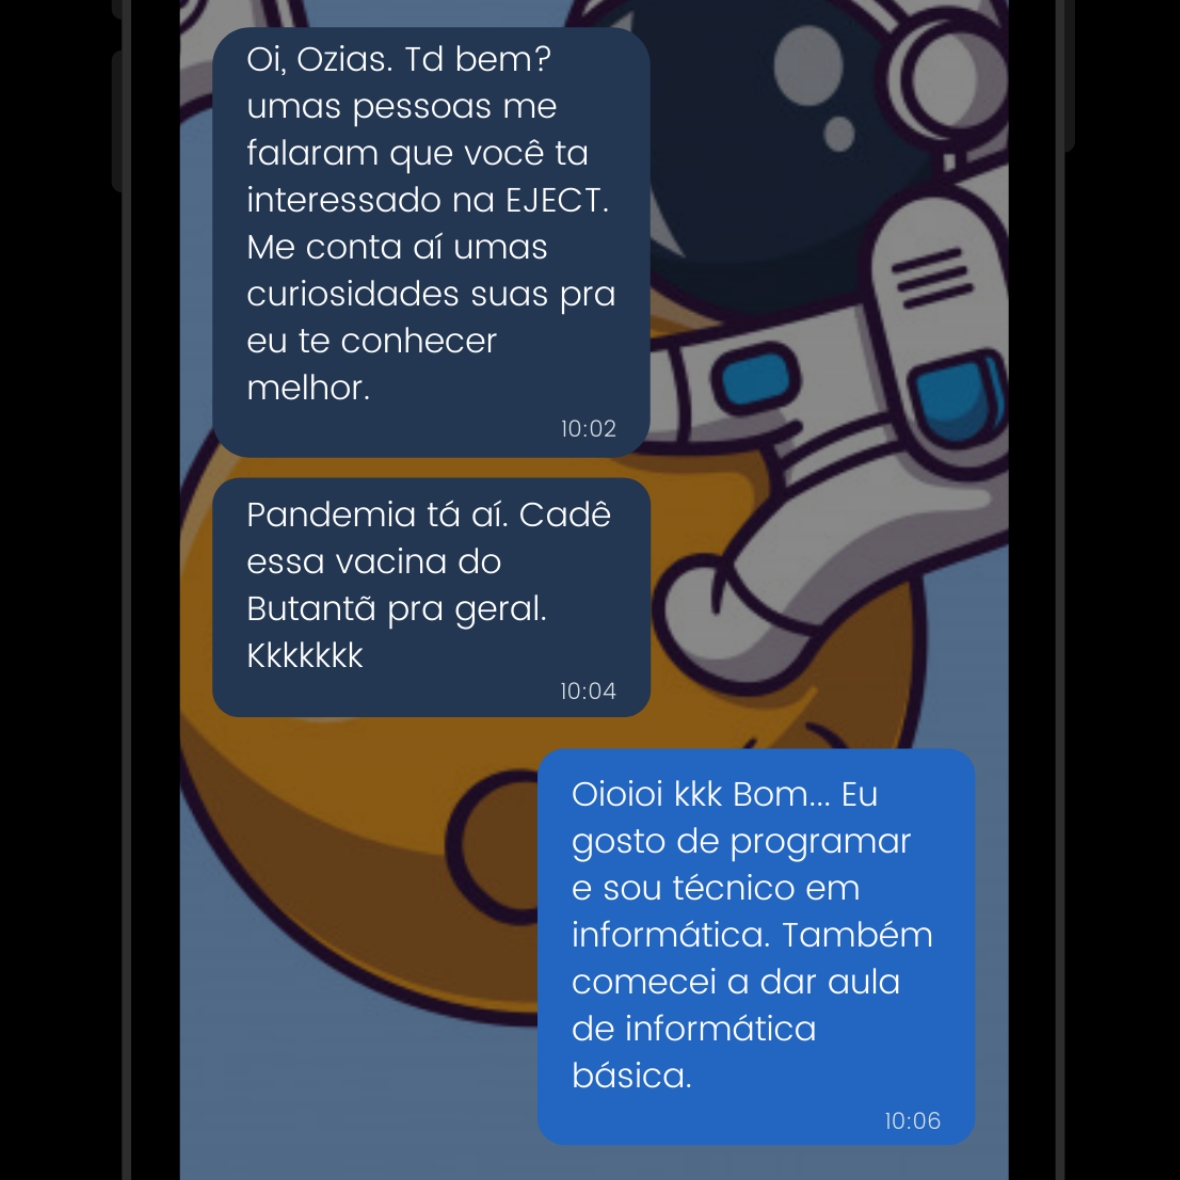 Oi, Ozias. Td bem?
umas pessoas me
falaram que você ta
interessado na EJECT.
Me conta aí umas
curiosidades suas pra
eu te conhecer
melhor.
10:02
Pandemia tá aí. Cadê
essa vacina do
Butantã pra geral.
Kkkkkkk
10:04
Oioioi kkk Bom... Eu
gosto de programar
e sou técnico em
informática. Também
comecei a dar aula
de informática
básica.
10:06